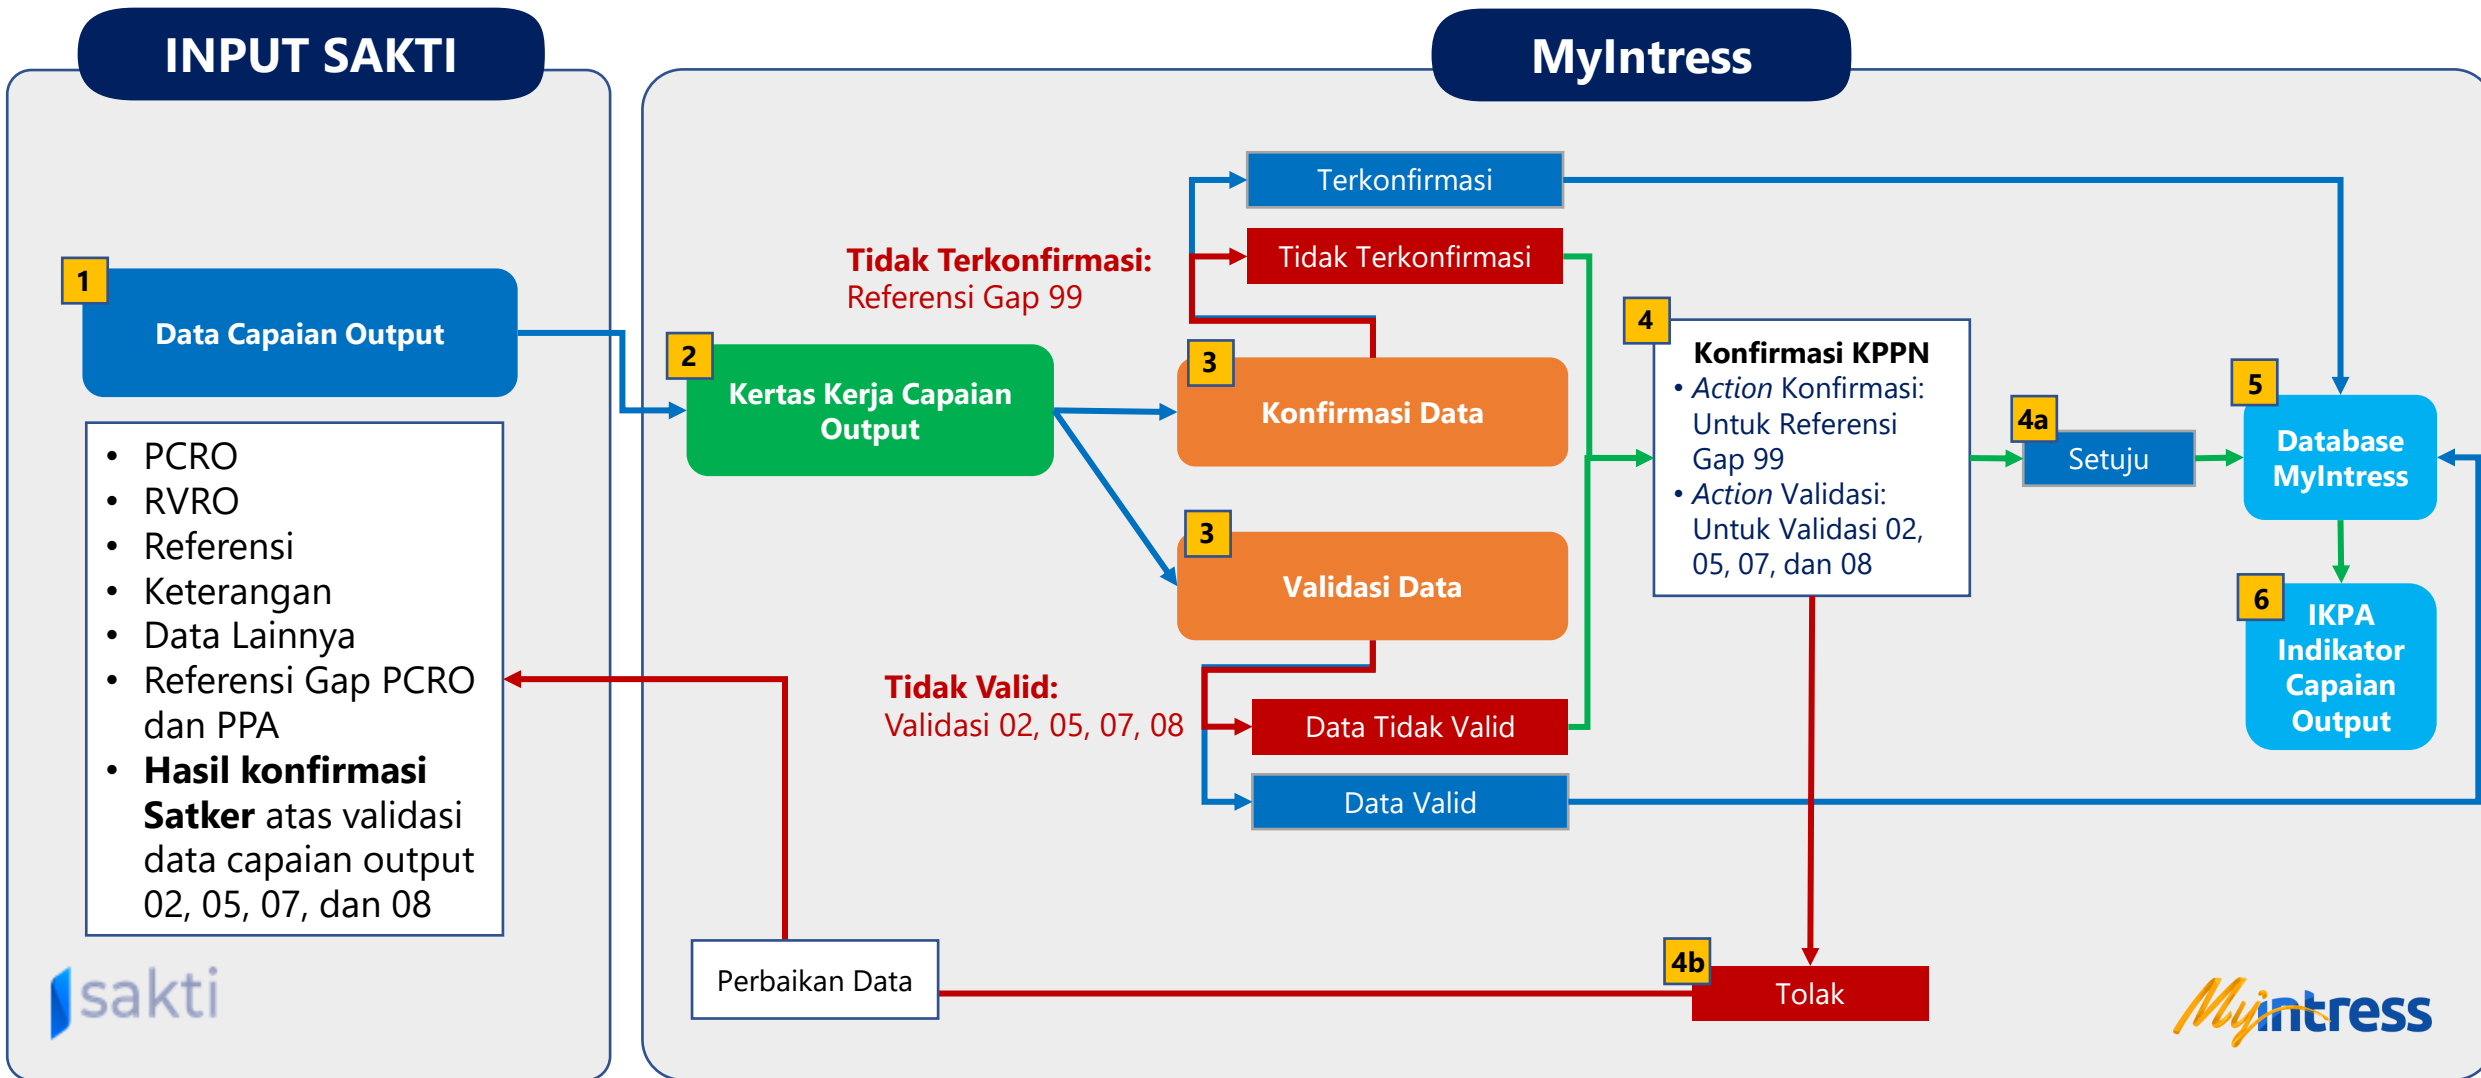 INPUT SAKTI
1
Data Capaian Output
• PCRO
• RVRO
• Referensi
• Keterangan
• Data Lainnya
• Referensi Gap PCRO
dan PPA
• Hasil konfirmasi
Satker atas validasi
data capaian output
02, 05, 07, dan 08
sakti
MyIntress
2
Kertas Kerja Capaian
Output
Tidak Terkonfirmasi:
Referensi Gap 99
Terkonfirmasi
Tidak Terkonfirmasi
3
Konfirmasi Data
3
Validasi Data
Tidak Valid:
Validasi 02, 05, 07, 08
Data Tidak Valid
Data Valid
4
Konfirmasi KPPN
• Action Konfirmasi:
Untuk Referensi
Gap 99
• Action Validasi:
Untuk Validasi 02,
05, 07, dan 08
4a
Setuju
4b
Tolak
Perbaikan Data
5
Database
MyIntress
6
IKPA
Indikator
Capaian
Output
Myintress